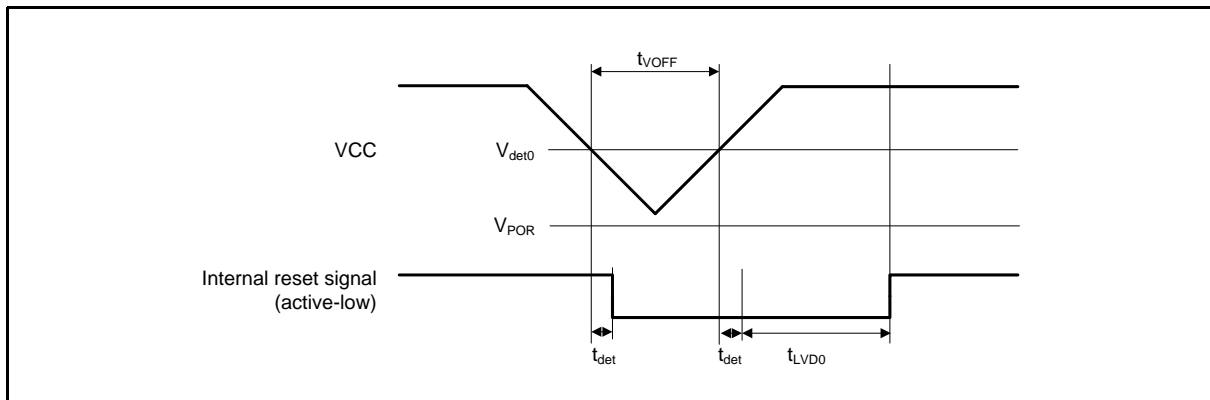 tVOFF
VCC
Vdet0
VPOR
Internal reset signal
(active-low)
tdet
tdet
tLVD0